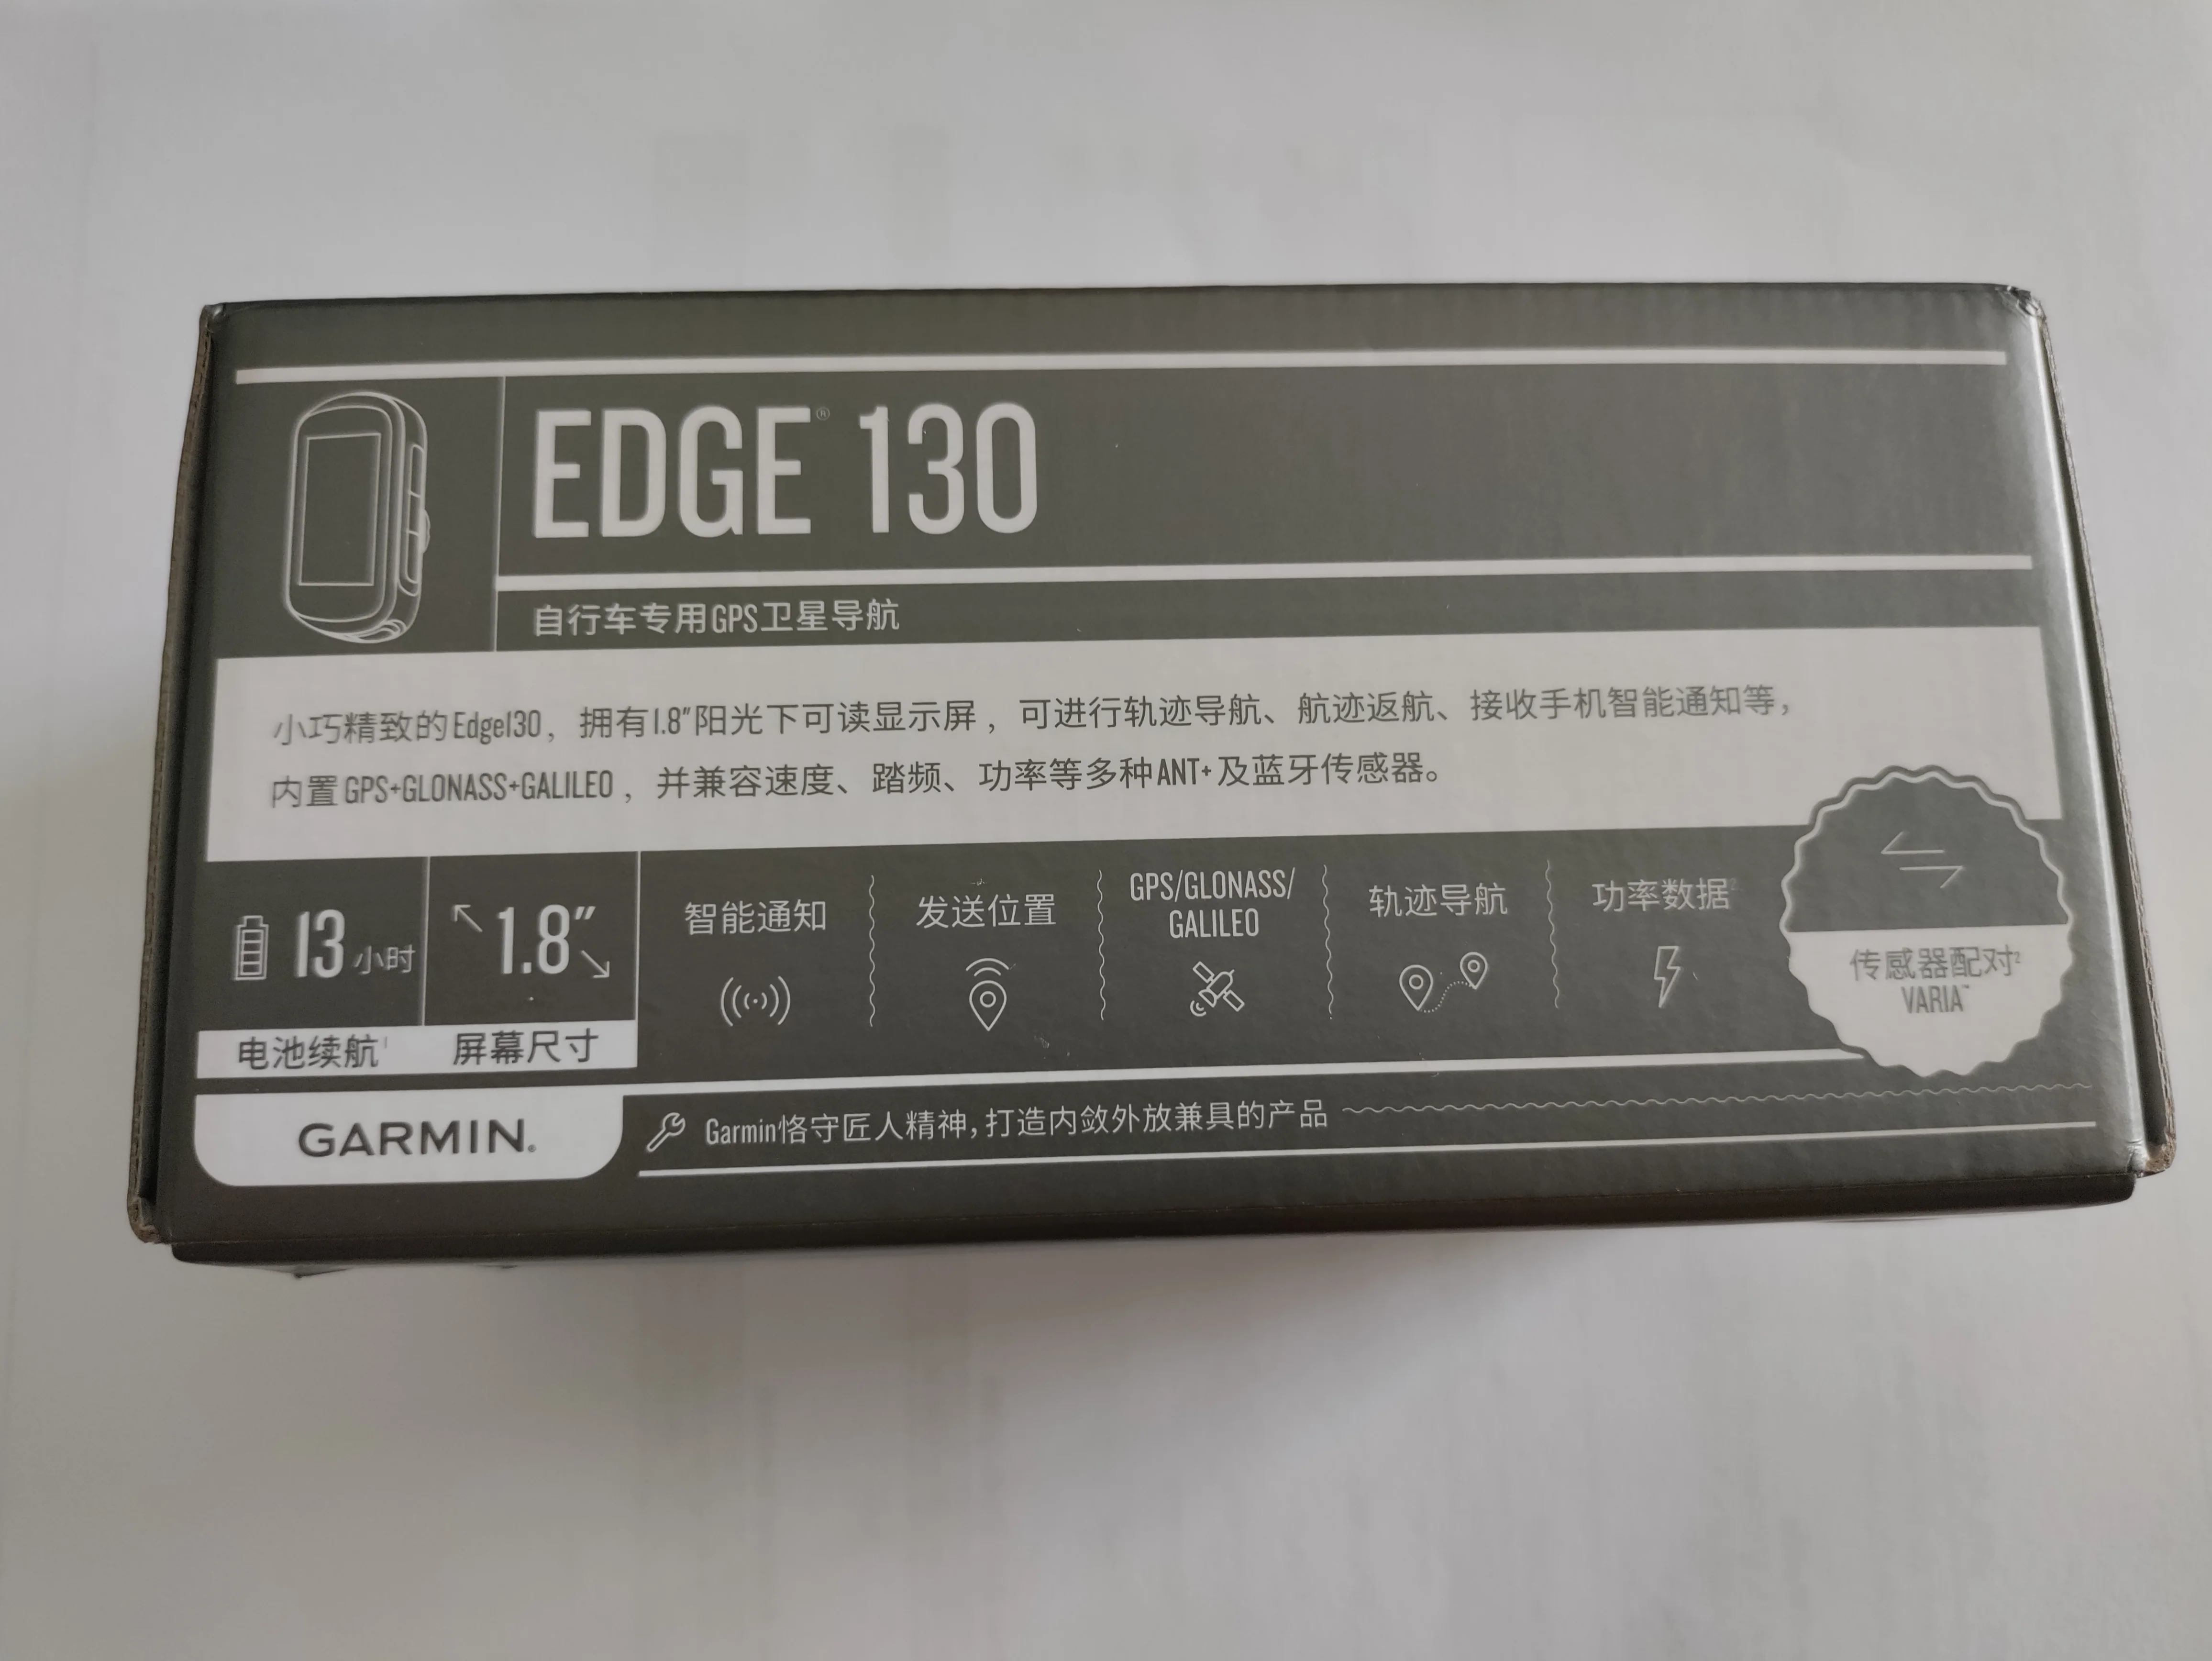 EDGE® 130
自行车专用GPS卫星导航
小巧精致的Edge130，拥有1.8"阳光下可读显示屏，可进行轨迹导航、航迹返航、接收手机智能通知等，
内置GPS+GLONASS+GALILEO，并兼容速度、踏频、功率等多种ANT+及蓝牙传感器。
13小时
电池续航1
1.8"
屏幕尺寸
智能通知
发送位置
GPS/GLONASS/
GALILEO
轨迹导航
功率数据2
传感器配对2
VARIA™
GARMIN.
Garmin恪守匠人精神,打造内敛外放兼具的产品